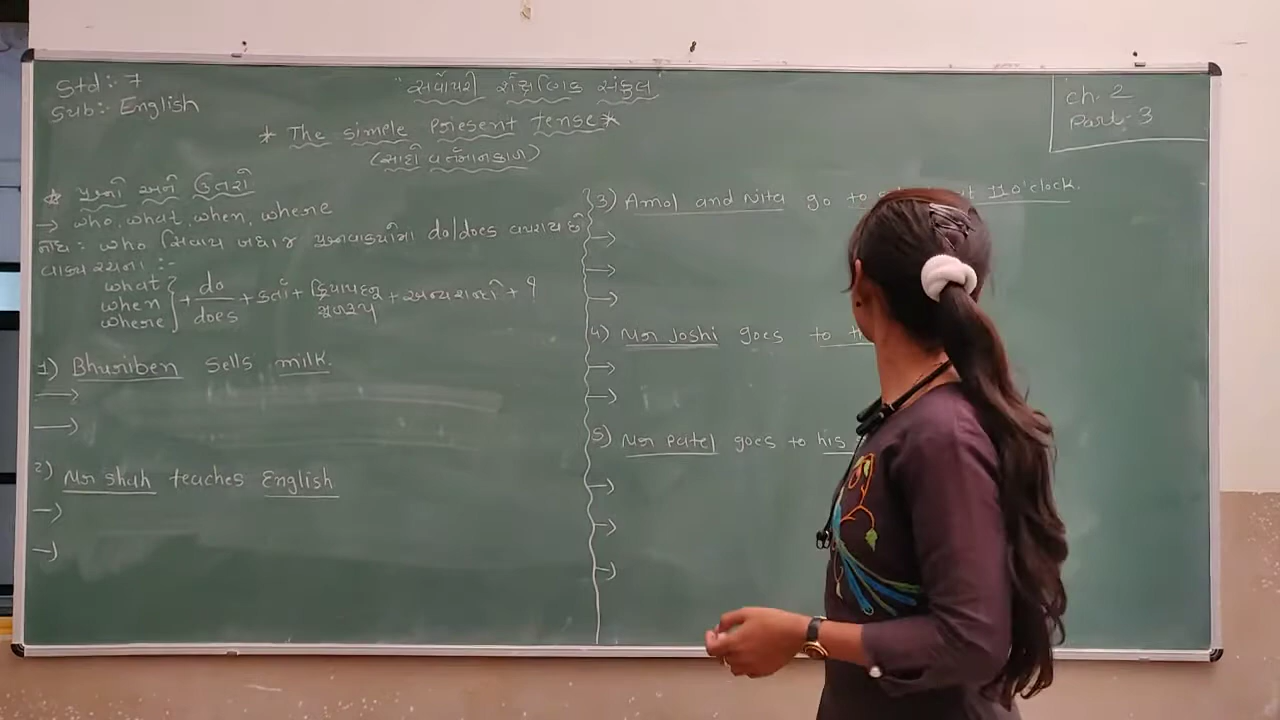 Std :- 7
Sub :- English
"સર્વોપરી શૈક્ષણિક સંકુલ
* The simple Present Tense *
(સાદો વર્તમાનકાળ)
ch. 2
Part - 3
* પ્રશ્નો અને ઉત્તરો
→ who, what, when, where
નોંધ : who સિવાય બધા જ પ્રશ્નવાક્યોમાં do/does વપરાય છે
વાક્ય રચના :-
what
when
where } + do/does + કર્તા + ક્રિયાપદનું મૂળરૂપ + અન્ય શબ્દો + ?
1) Bhuriben sells milk.
→
→
2) Mr shah teaches English
→
→
3) Amol and Nita go to 11 o'clock.
→
→
→
4) Mr Joshi goes to
→
→
5) Mr Patel goes to his
→
→
→